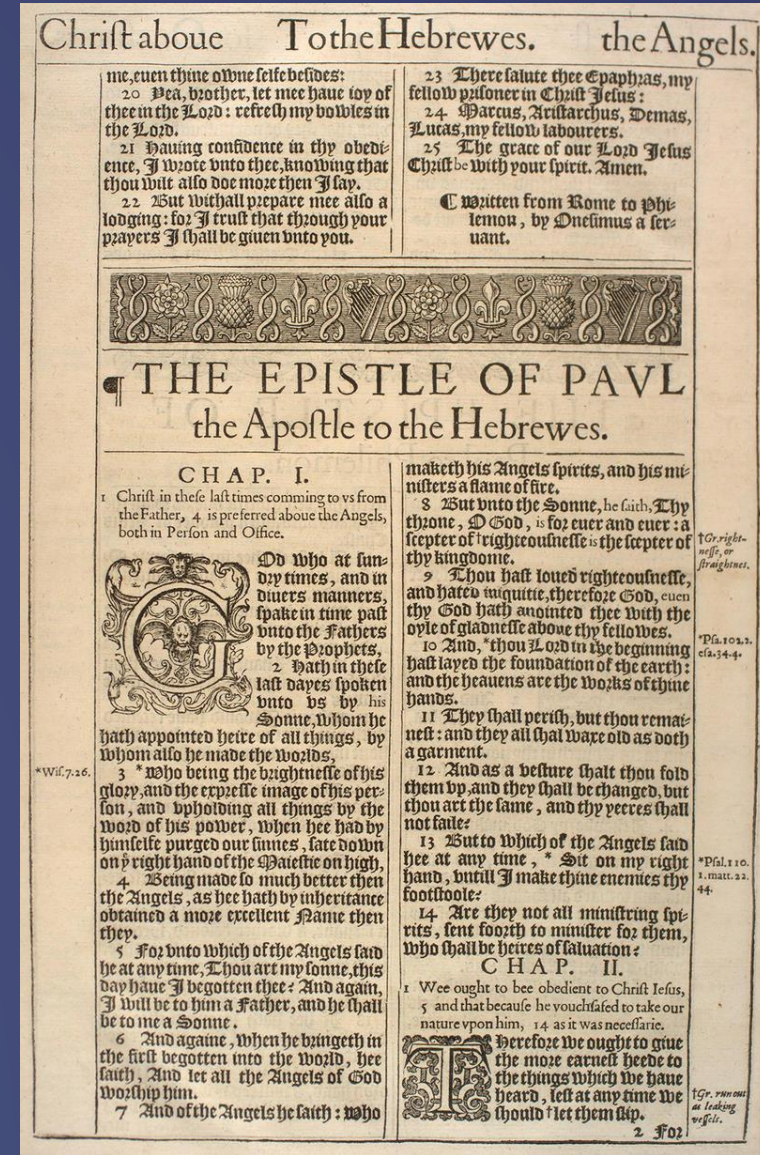 Chriſt aboue To the Hebrewes. the Angels.
me, euen thine owne ſelfe beſides:
20 Yea, brother, let mee haue ioy of
thee in the Lord: refreſh my bowles in
the Lord.
21 Hauing confidence in thy obedi-
ence, I wrote vnto thee, knowing that
thou wilt alſo doe more then I ſay.
22 But withall prepare mee alſo a
lodging: for I truſt that through your
prayers I ſhall be giuen vnto you.
23 There ſalute thee Epaphras, my
fellow priſoner in Chriſt Jeſus:
24 Marcus, Ariſtarchus, Demas,
Lucas, my fellow labourers.
25 The grace of our Lord Jeſus
Chriſt be with your ſpirit. Amen.
¶ Written from Rome to Phi-
lemon, by Oneſimus a ſer-
uant.
¶ THE EPISTLE OF PAVL
the Apoſtle to the Hebrewes.
CHAP. I.
1 Chriſt in theſe laſt times comming to vs from
the Father, 4 is preferred aboue the Angels,
both in Perſon and Office.
GOd who at ſun-
dry times, and in
diuers manners,
ſpake in time paſt
vnto the Fathers
by the Prophets,
2 Hath in theſe
laſt dayes ſpoken
vnto vs by his
Sonne, whom he
hath appointed heire of all things, by
whom alſo he made the worlds,
3 *Who being the brightneſſe of his
glory, and the expreſſe image of his per-
ſon, and vpholding all things by the
word of his power, when hee had by
himſelfe purged our ſinnes, ſate down
on yͤ right hand of the Maieſtie on high,
4 Being made ſo much better then
the Angels, as hee hath by inheritance
obtained a more excellent Name then
they.
5 For vnto which of the Angels ſaid
he at any time, Thou art my ſonne, this
day haue I begotten thee? And again,
I will be to him a Father, and he ſhall
be to me a Sonne.
6 And againe, when he bringeth in
the firſt begotten into the world, hee
ſaith, And let all the Angels of God
worſhip him.
7 And of the Angels he ſaith: Who
*Wiſ.7.26.
maketh his Angels ſpirits, and his mi-
niſters a flame of fire.
8 But vnto the Sonne, he ſaith, Thy
throne, O God, is for euer and euer: a
ſcepter of †righteouſneſſe is the ſcepter of
thy kingdome.
9 Thou haſt loued righteouſneſſe,
and hated iniquitie, therefore God, euen
thy God hath anointed thee with the
oyle of gladneſſe aboue thy fellowes.
10 And, *thou Lord in the beginning
haſt layed the foundation of the earth:
and the heauens are the works of thine
hands.
11 They ſhall periſh, but thou remai-
neſt: and they all ſhal waxe old as doth
a garment.
12 And as a veſture ſhalt thou fold
them vp, and they ſhall be changed, but
thou art the ſame, and thy yeeres ſhall
not faile.
13 But to which of the Angels ſaid
hee at any time, * Sit on my right
hand, vntill I make thine enemies thy
footſtoole?
14 Are they not all miniſtring ſpi-
rits, ſent foorth to miniſter for them,
who ſhall be heires of ſaluation?
CHAP. II.
1 Wee ought to bee obedient to Chriſt Ieſus,
5 and that becauſe he vouchſafed to take our
nature vpon him, 14 as it was neceſſarie.
THerefore we ought to giue
the more earneſt heede to
the things which we haue
heard, leſt at any time we
ſhould †let them ſlip.
2 For
†Gr. right-
neſſe, or
ſtraightnes.
*Pſa.102.2.
eſa.34.4.
*Pſal.110.
1. matt.22.
44.
†Gr. run out
as leaking
veſſels.